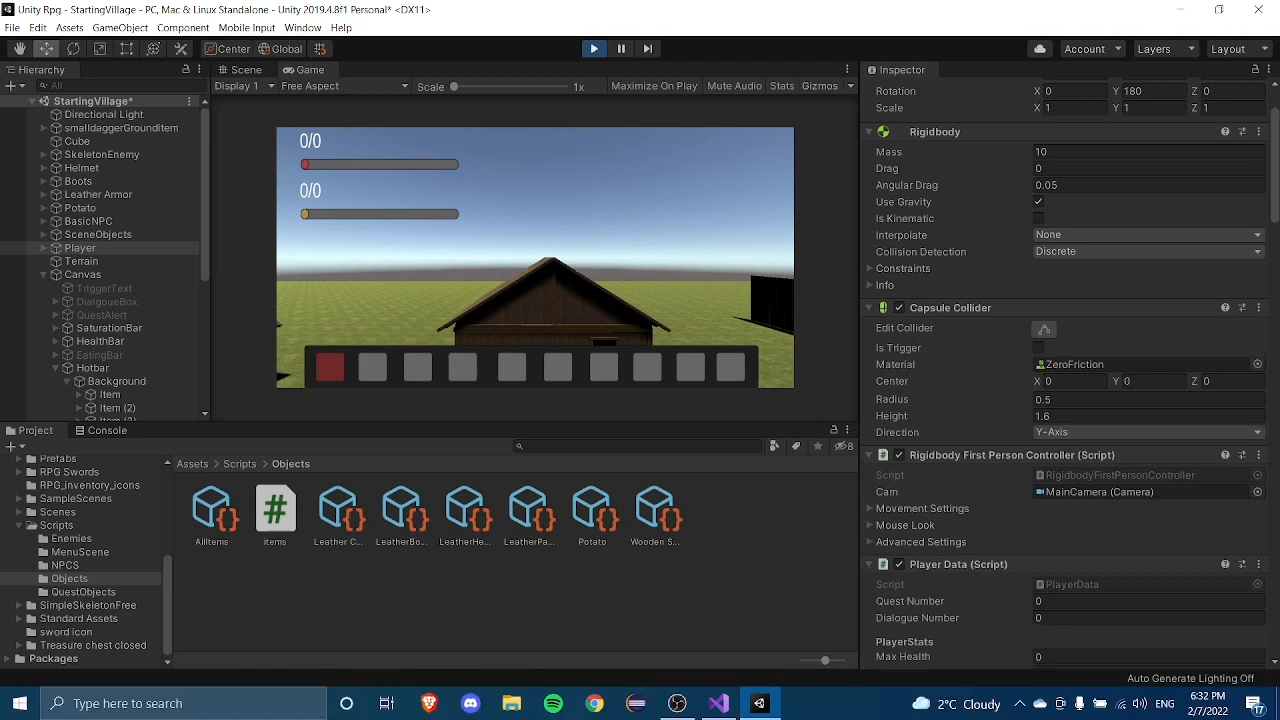 Unity Rpg - StartingVillage - PC, Mac & Linux Standalone - Unity 2019.4.8f1 Personal* <DX11>
File Edit Assets GameObject Component Mobile Input Window Help
Center Global Account Layers Layout
Hierarchy Scene Game Inspector
All Display 1 Free Aspect Scale 1x Maximize On Play Mute Audio Stats Gizmos
StartingVillage*
Directional Light
smalldaggerGrounditem
Cube
SkeletonEnemy
Helmet
Boots
Leather Armor
Potato
BasicNPC
SceneObjects
Player
Terrain
Canvas
TriggerText
DialgoueBox
QuestAlert
SaturationBar
HealthBar
EatingBar
Hotbar
Background
Item
Item (2)
0/0
0/0
Rotation X 0 Y 180 Z 0
Scale X 1 Y 1 Z 1
Rigidbody
Mass 10
Drag 0
Angular Drag 0.05
Use Gravity
Is Kinematic
Interpolate None
Collision Detection Discrete
Constraints
Info
Capsule Collider
Edit Collider
Is Trigger
Material ZeroFriction
Center X 0 Y 0 Z 0
Radius 0.5
Height 1.6
Direction Y-Axis
Rigidbody First Person Controller (Script)
Script RigidbodyFirstPersonController
Cam MainCamera (Camera)
Movement Settings
Mouse Look
Advanced Settings
Player Data (Script)
Script PlayerData
Quest Number 0
Dialogue Number 0
PlayerStats
Max Health 0
Project Console
8
Prefabs
RPG Swords
RPG_inventory_icons
SampleScenes
Scenes
Scripts
Enemies
MenuScene
NPCS
Objects
QuestObjects
SimpleSkeletonFree
Standard Assets
sword icon
Treasure chest closed
Packages
Assets > Scripts > Objects
AllItems items Leather C... LeatherBo... LeatherHe... LeatherPa... Potato Wooden S...
Auto Generate Lighting Off
Type here to search
2°C Cloudy ENG 6:32 PM
2/7/2022